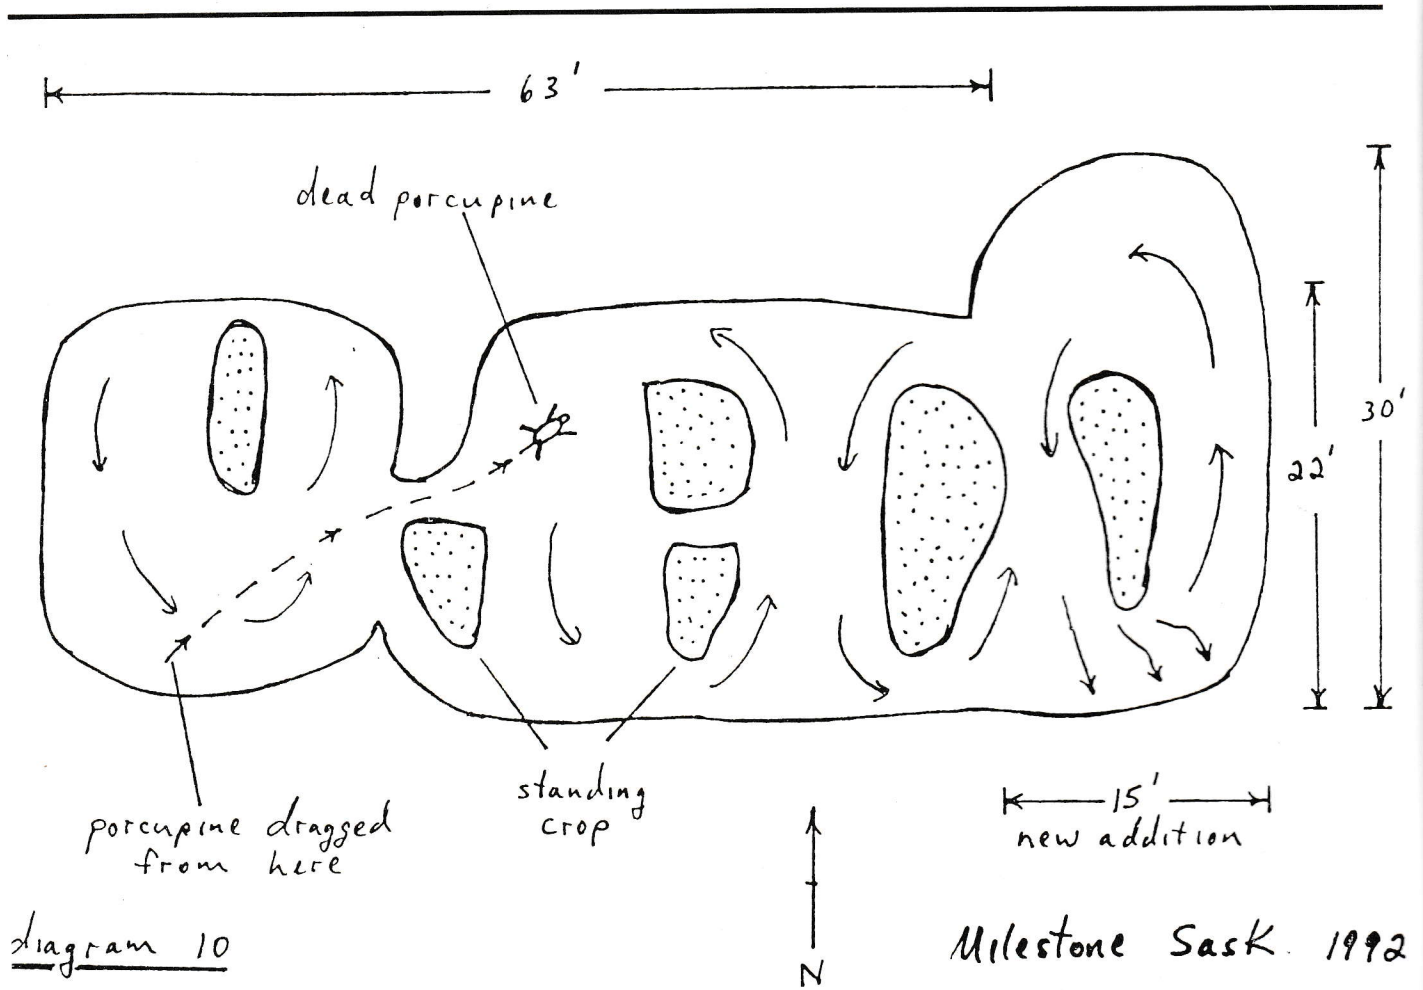 63'
dead porcupine
30'
22'
standing
crop
15'
new addition
porcupine dragged
from here
N
diagram 10
Milestone Sask. 1992